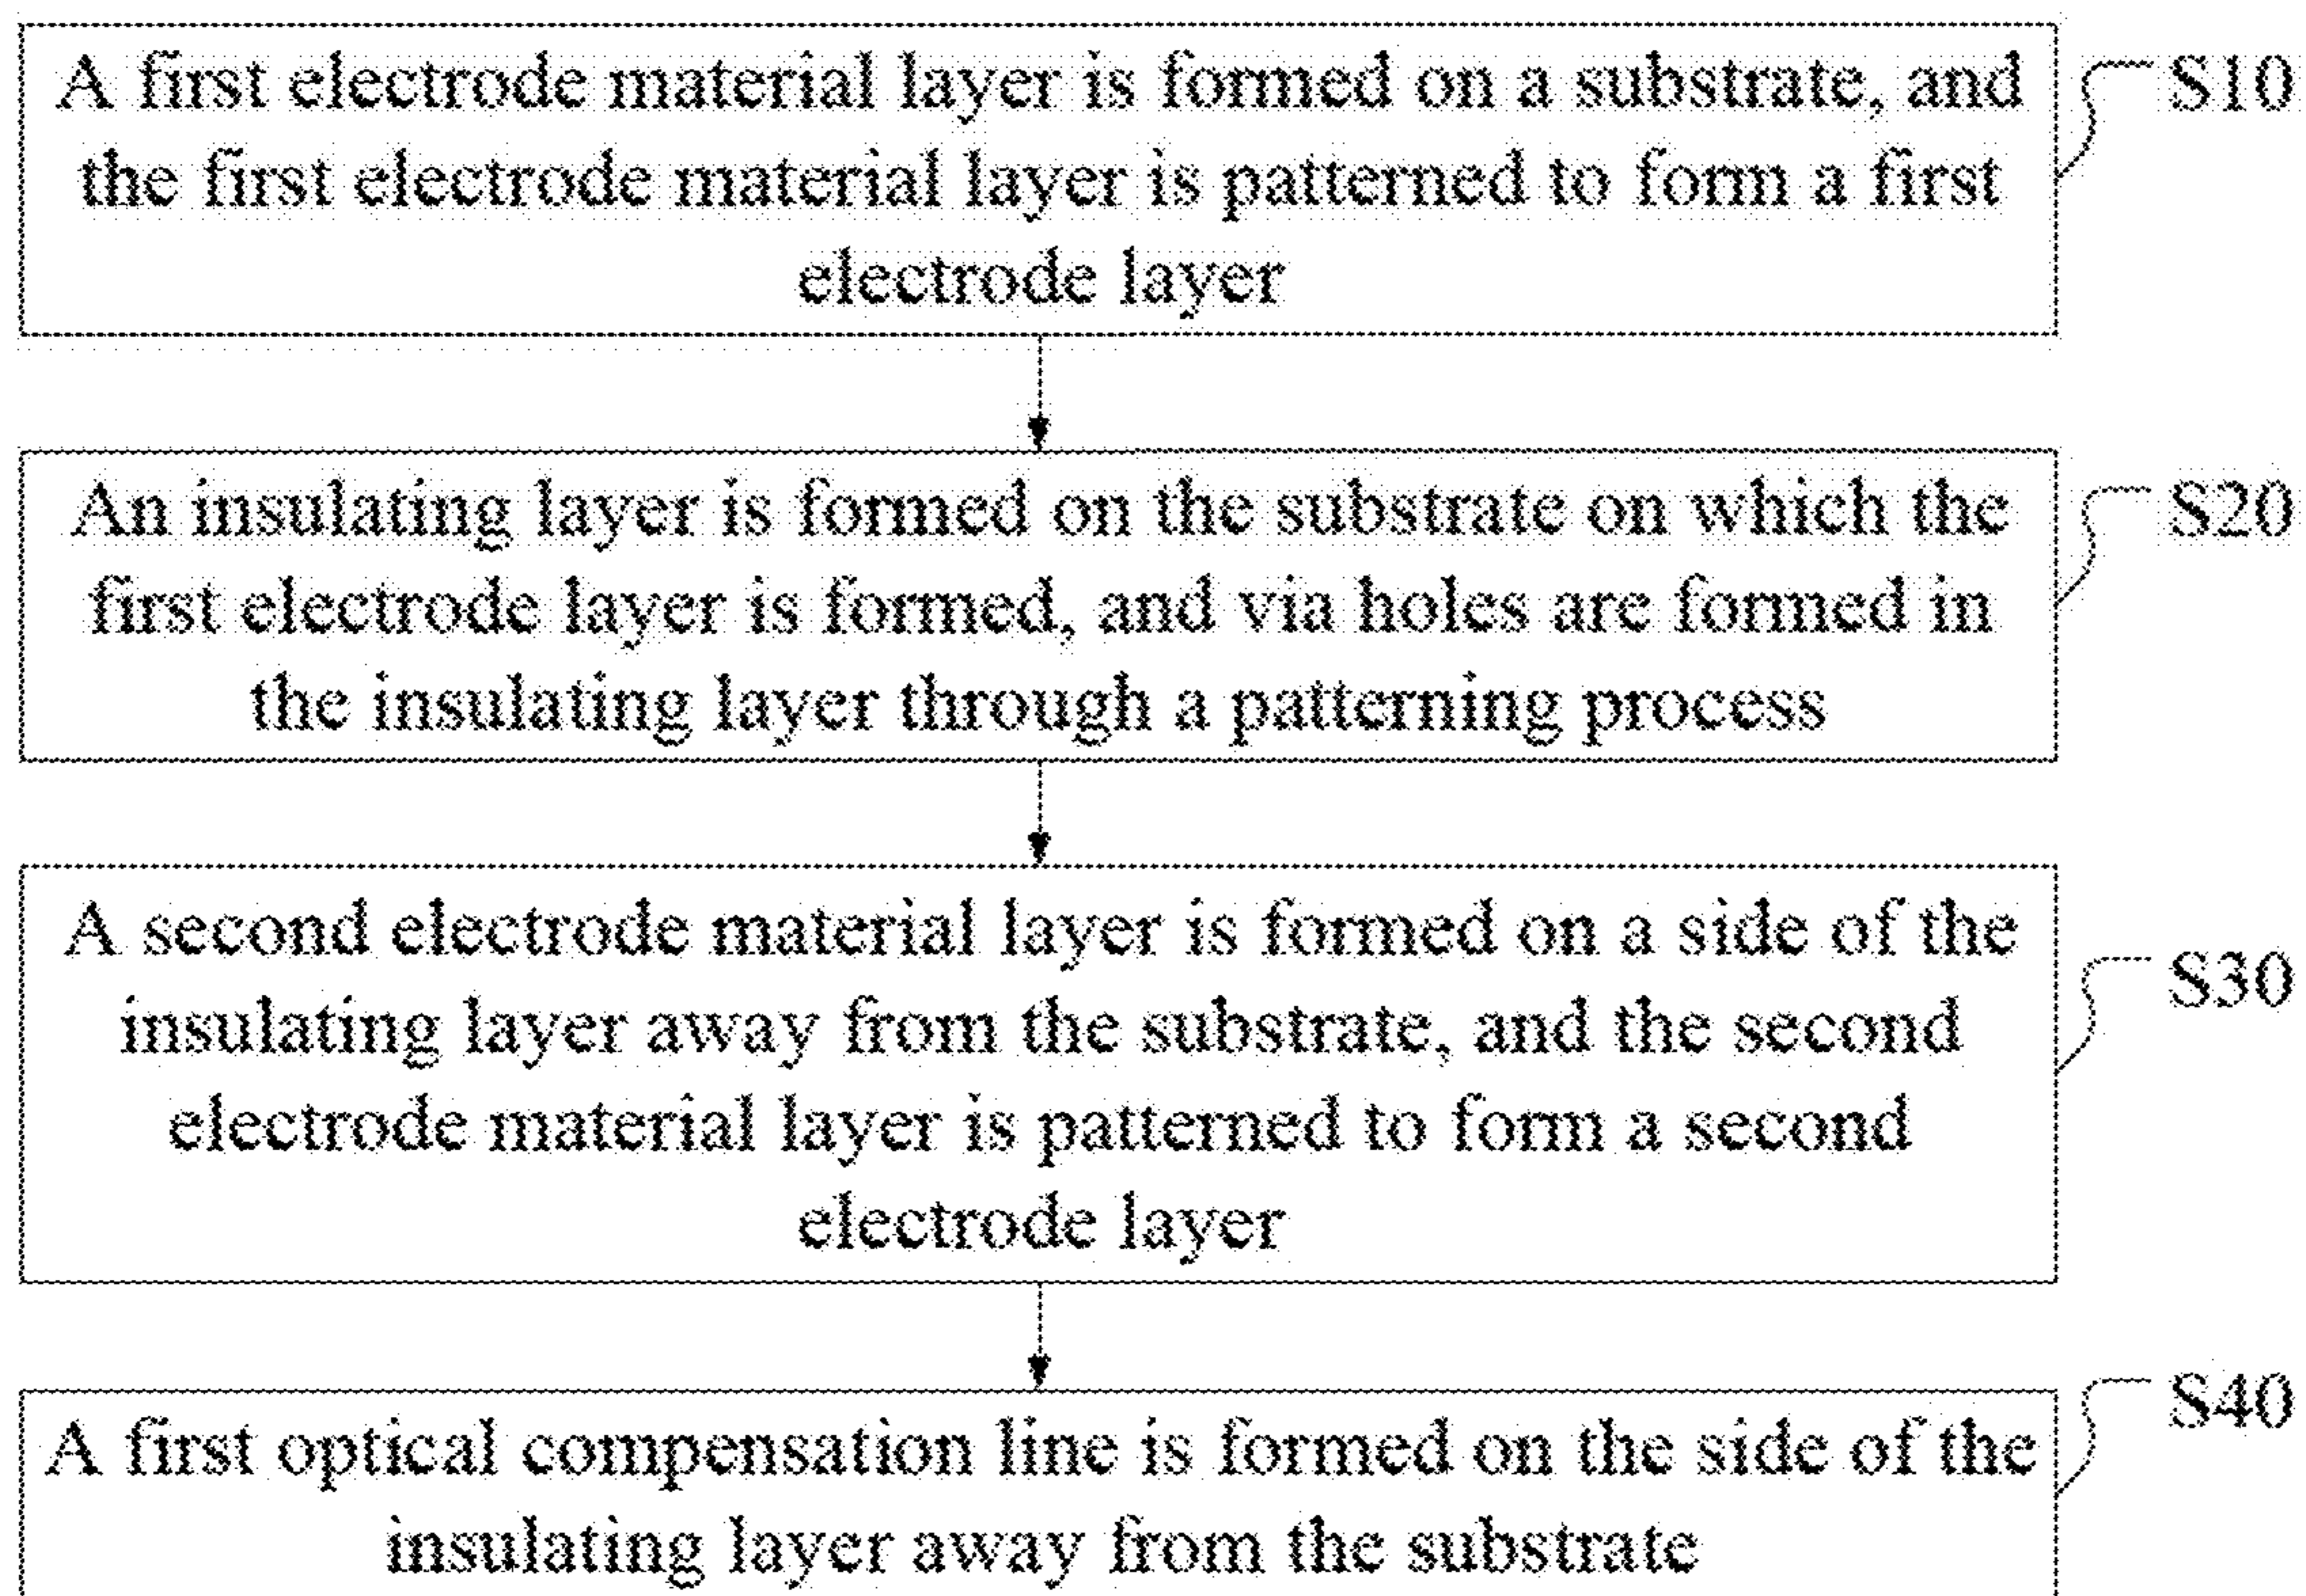 A first electrode material layer is formed on a substrate, and
the first electrode material layer is patterned to form a first
electrode layer
S10
An insulating layer is formed on the substrate on which the
first electrode layer is formed, and via holes are formed in
the insulating layer through a patterning process
S20
A second electrode material layer is formed on a side of the
insulating layer away from the substrate, and the second
electrode material layer is patterned to form a second
electrode layer
S30
A first optical compensation line is formed on the side of the
insulating layer away from the substrate
S40